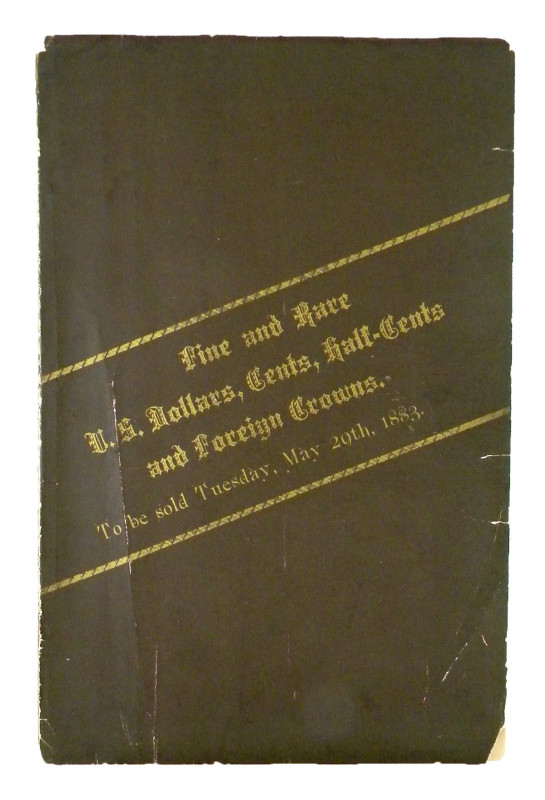 Fine and Rare
U. S. Dollars, Cents, Half-Cents
and Foreign Crowns.
To be sold Tuesday, May 29th, 1883.